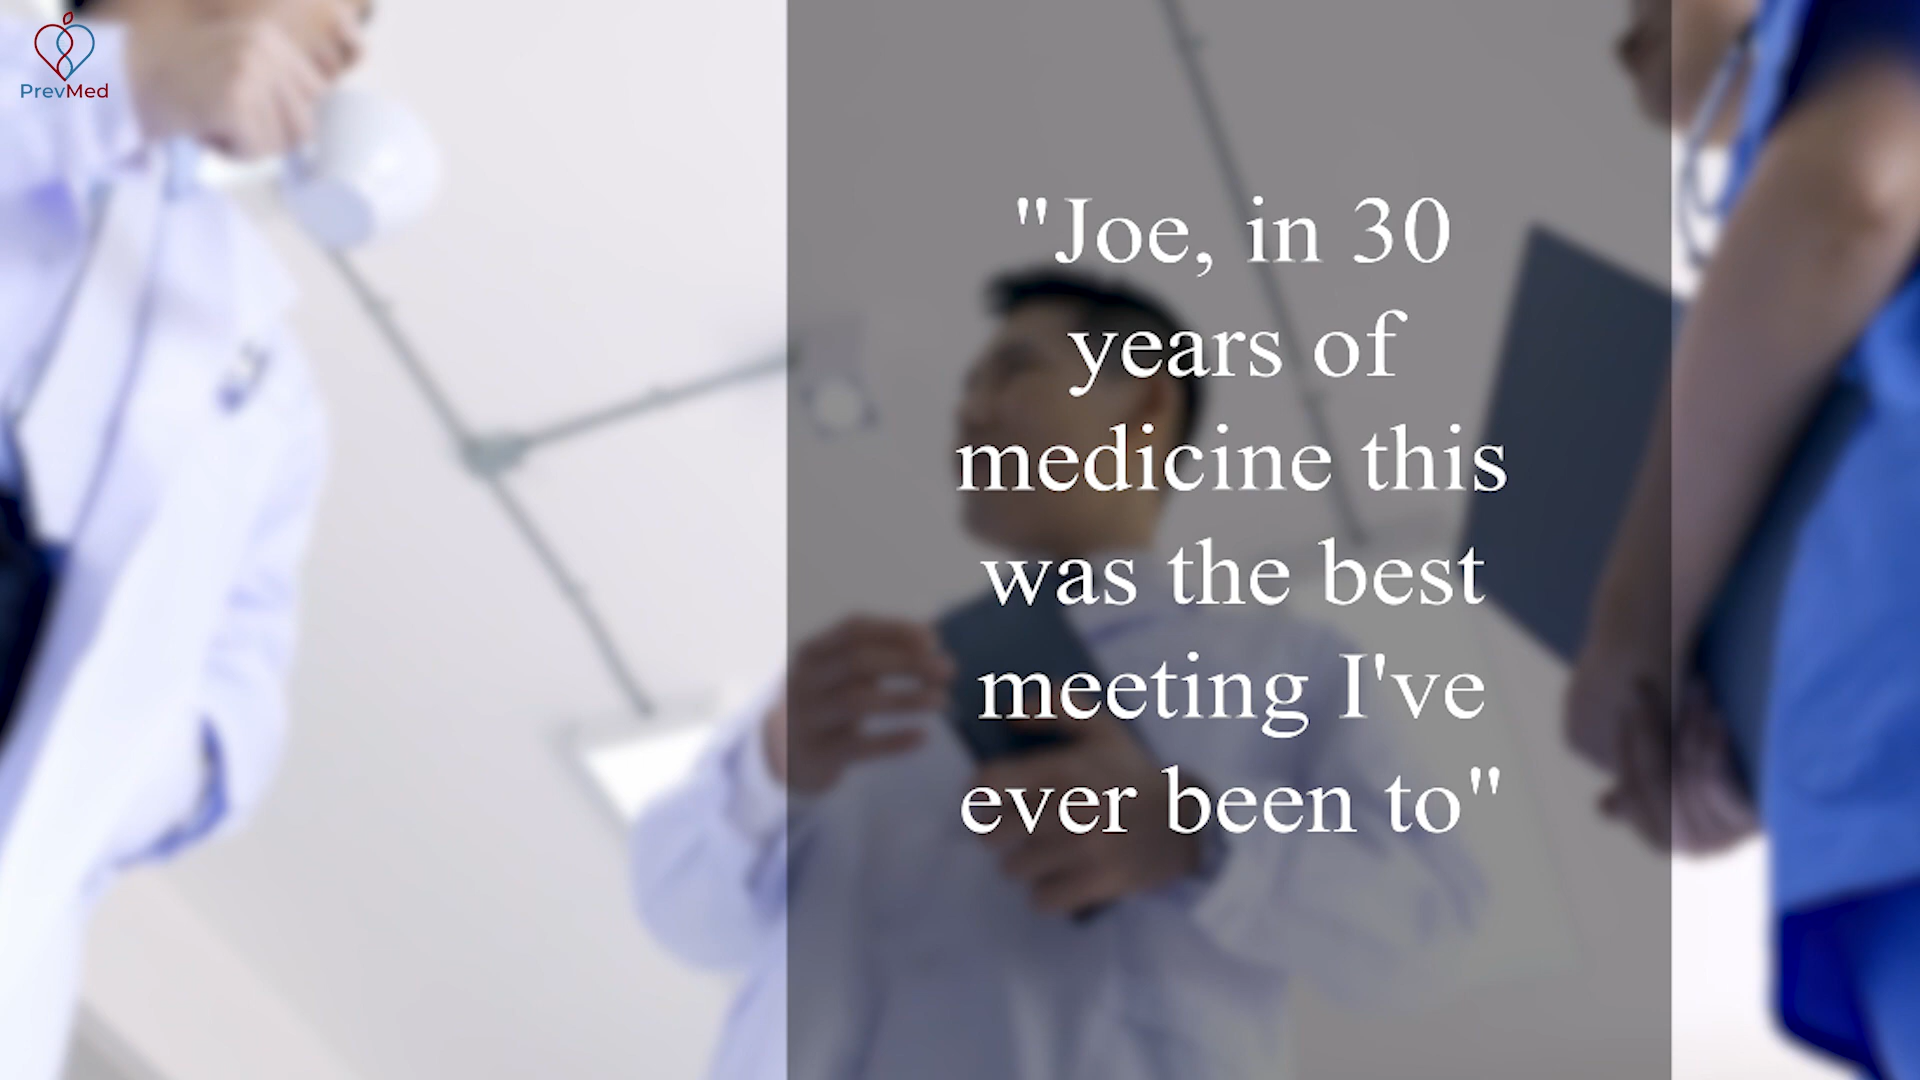 PrevMed
"Joe, in 30
years of
medicine this
was the best
meeting I've
ever been to"